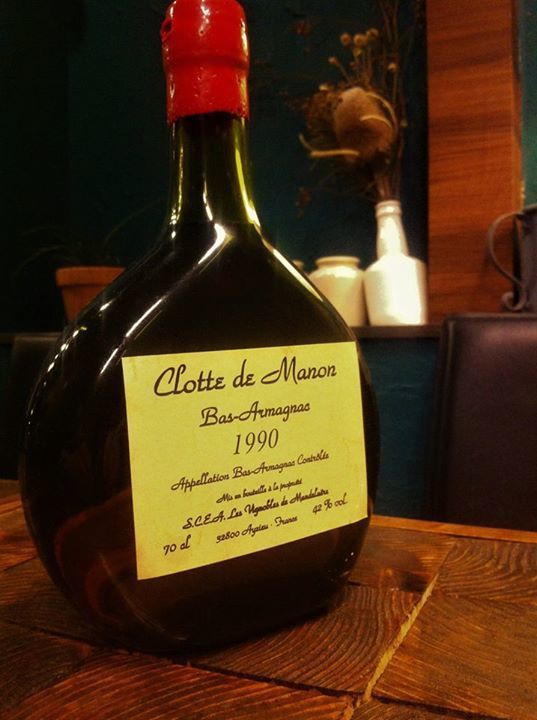 Clotte de Manon
Bas-Armagnac
1990
Appellation Bas-Armagnac Contrôlée
Mis en bouteille à la propriété
S.C.E.A. Les Vignobles de Mandelaëre
70 cl 32800 Ayzieu - France 42 % vol.